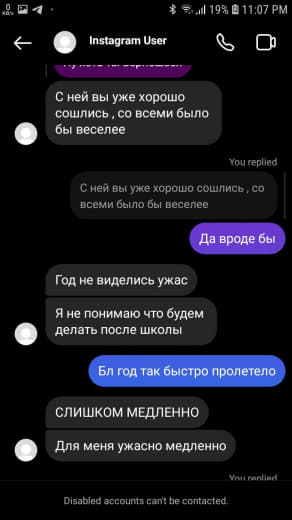 0
KB/s
19% 11:07 PM
Instagram User
С ней вы уже хорошо
сошлись , со всеми было
бы веселее
You replied
С ней вы уже хорошо сошлись , со
всеми было бы веселее
Да вроде бы
Год не виделись ужас
Я не понимаю что будем
делать после школы
Бл год так быстро пролетело
СЛИШКОМ МЕДЛЕННО
Для меня ужасно медленно
You replied
Disabled accounts can't be contacted.